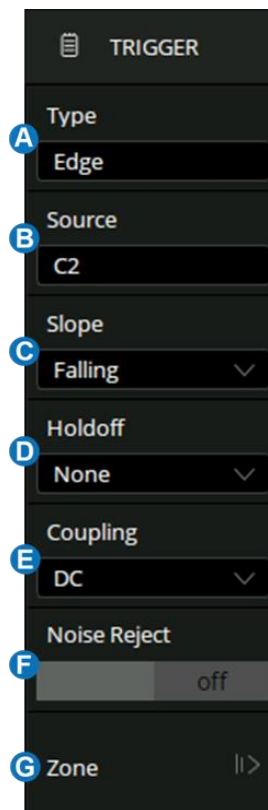 TRIGGER
Type
A
Edge
Source
B
C2
Slope
C
Falling
Holdoff
D
None
Coupling
E
DC
Noise Reject
F
off
G Zone